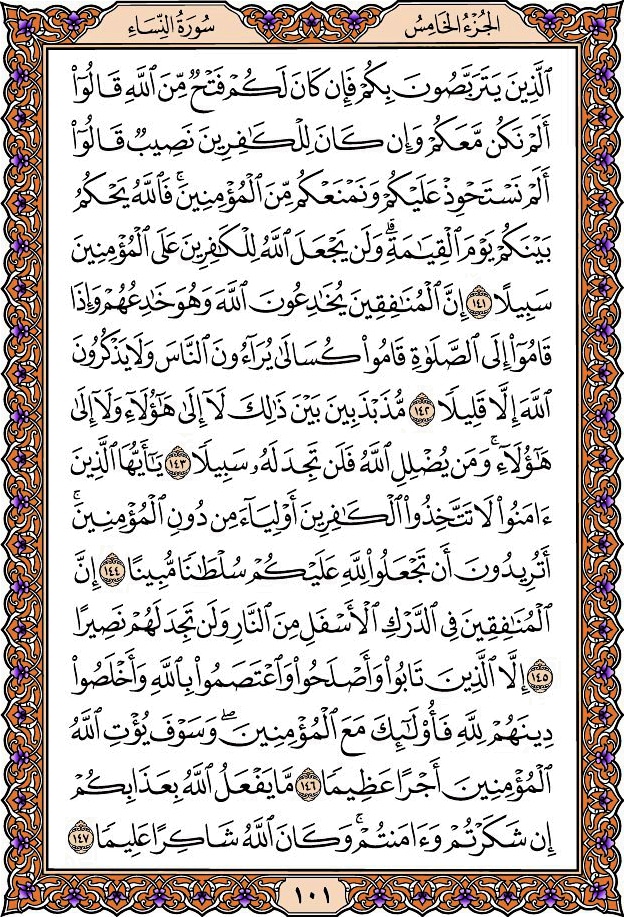 الجُزْءُ الخَامِسُ
سُورَةُ النِّسَاءِ
ٱلَّذِينَ يَتَرَبَّصُونَ بِكُمۡ فَإِن كَانَ لَكُمۡ فَتۡحٞ مِّنَ ٱللَّهِ قَالُوٓاْ
أَلَمۡ نَكُن مَّعَكُمۡ وَإِن كَانَ لِلۡكَٰفِرِينَ نَصِيبٞ قَالُوٓاْ
أَلَمۡ نَسۡتَحۡوِذۡ عَلَيۡكُمۡ وَنَمۡنَعۡكُم مِّنَ ٱلۡمُؤۡمِنِينَۚ فَٱللَّهُ يَحۡكُمُ
بَيۡنَكُمۡ يَوۡمَ ٱلۡقِيَٰمَةِۗ وَلَن يَجۡعَلَ ٱللَّهُ لِلۡكَٰفِرِينَ عَلَى ٱلۡمُؤۡمِنِينَ
سَبِيلًا ١٤١ إِنَّ ٱلۡمُنَٰفِقِينَ يُخَٰدِعُونَ ٱللَّهَ وَهُوَ خَٰدِعُهُمۡ وَإِذَا
قَامُوٓاْ إِلَى ٱلصَّلَوٰةِ قَامُواْ كُسَالَىٰ يُرَآءُونَ ٱلنَّاسَ وَلَا يَذۡكُرُونَ
ٱللَّهَ إِلَّا قَلِيلٗا ١٤٢ مُّذَبۡذَبِينَ بَيۡنَ ذَٰلِكَ لَآ إِلَىٰ هَٰٓؤُلَآءِ وَلَآ إِلَىٰ
هَٰٓؤُلَآءِۚ وَمَن يُضۡلِلِ ٱللَّهُ فَلَن تَجِدَ لَهُۥ سَبِيلٗا ١٤٣ يَٰٓأَيُّهَا ٱلَّذِينَ
ءَامَنُواْ لَا تَتَّخِذُواْ ٱلۡكَٰفِرِينَ أَوۡلِيَآءَ مِن دُونِ ٱلۡمُؤۡمِنِينَۚ
أَتُرِيدُونَ أَن تَجۡعَلُواْ لِلَّهِ عَلَيۡكُمۡ سُلۡطَٰنٗا مُّبِينًا ١٤٤ إِنَّ
ٱلۡمُنَٰفِقِينَ فِي ٱلدَّرۡكِ ٱلۡأَسۡفَلِ مِنَ ٱلنَّارِ وَلَن تَجِدَ لَهُمۡ نَصِيرًا
١٤٥ إِلَّا ٱلَّذِينَ تَابُواْ وَأَصۡلَحُواْ وَٱعۡتَصَمُواْ بِٱللَّهِ وَأَخۡلَصُواْ
دِينَهُمۡ لِلَّهِ فَأُوْلَٰٓئِكَ مَعَ ٱلۡمُؤۡمِنِينَۖ وَسَوۡفَ يُؤۡتِ ٱللَّهُ
ٱلۡمُؤۡمِنِينَ أَجۡرًا عَظِيمٗا ١٤٦ مَّا يَفۡعَلُ ٱللَّهُ بِعَذَابِكُمۡ
إِن شَكَرۡتُمۡ وَءَامَنتُمۡۚ وَكَانَ ٱللَّهُ شَاكِرًا عَلِيمٗا ١٤٧
١٠١